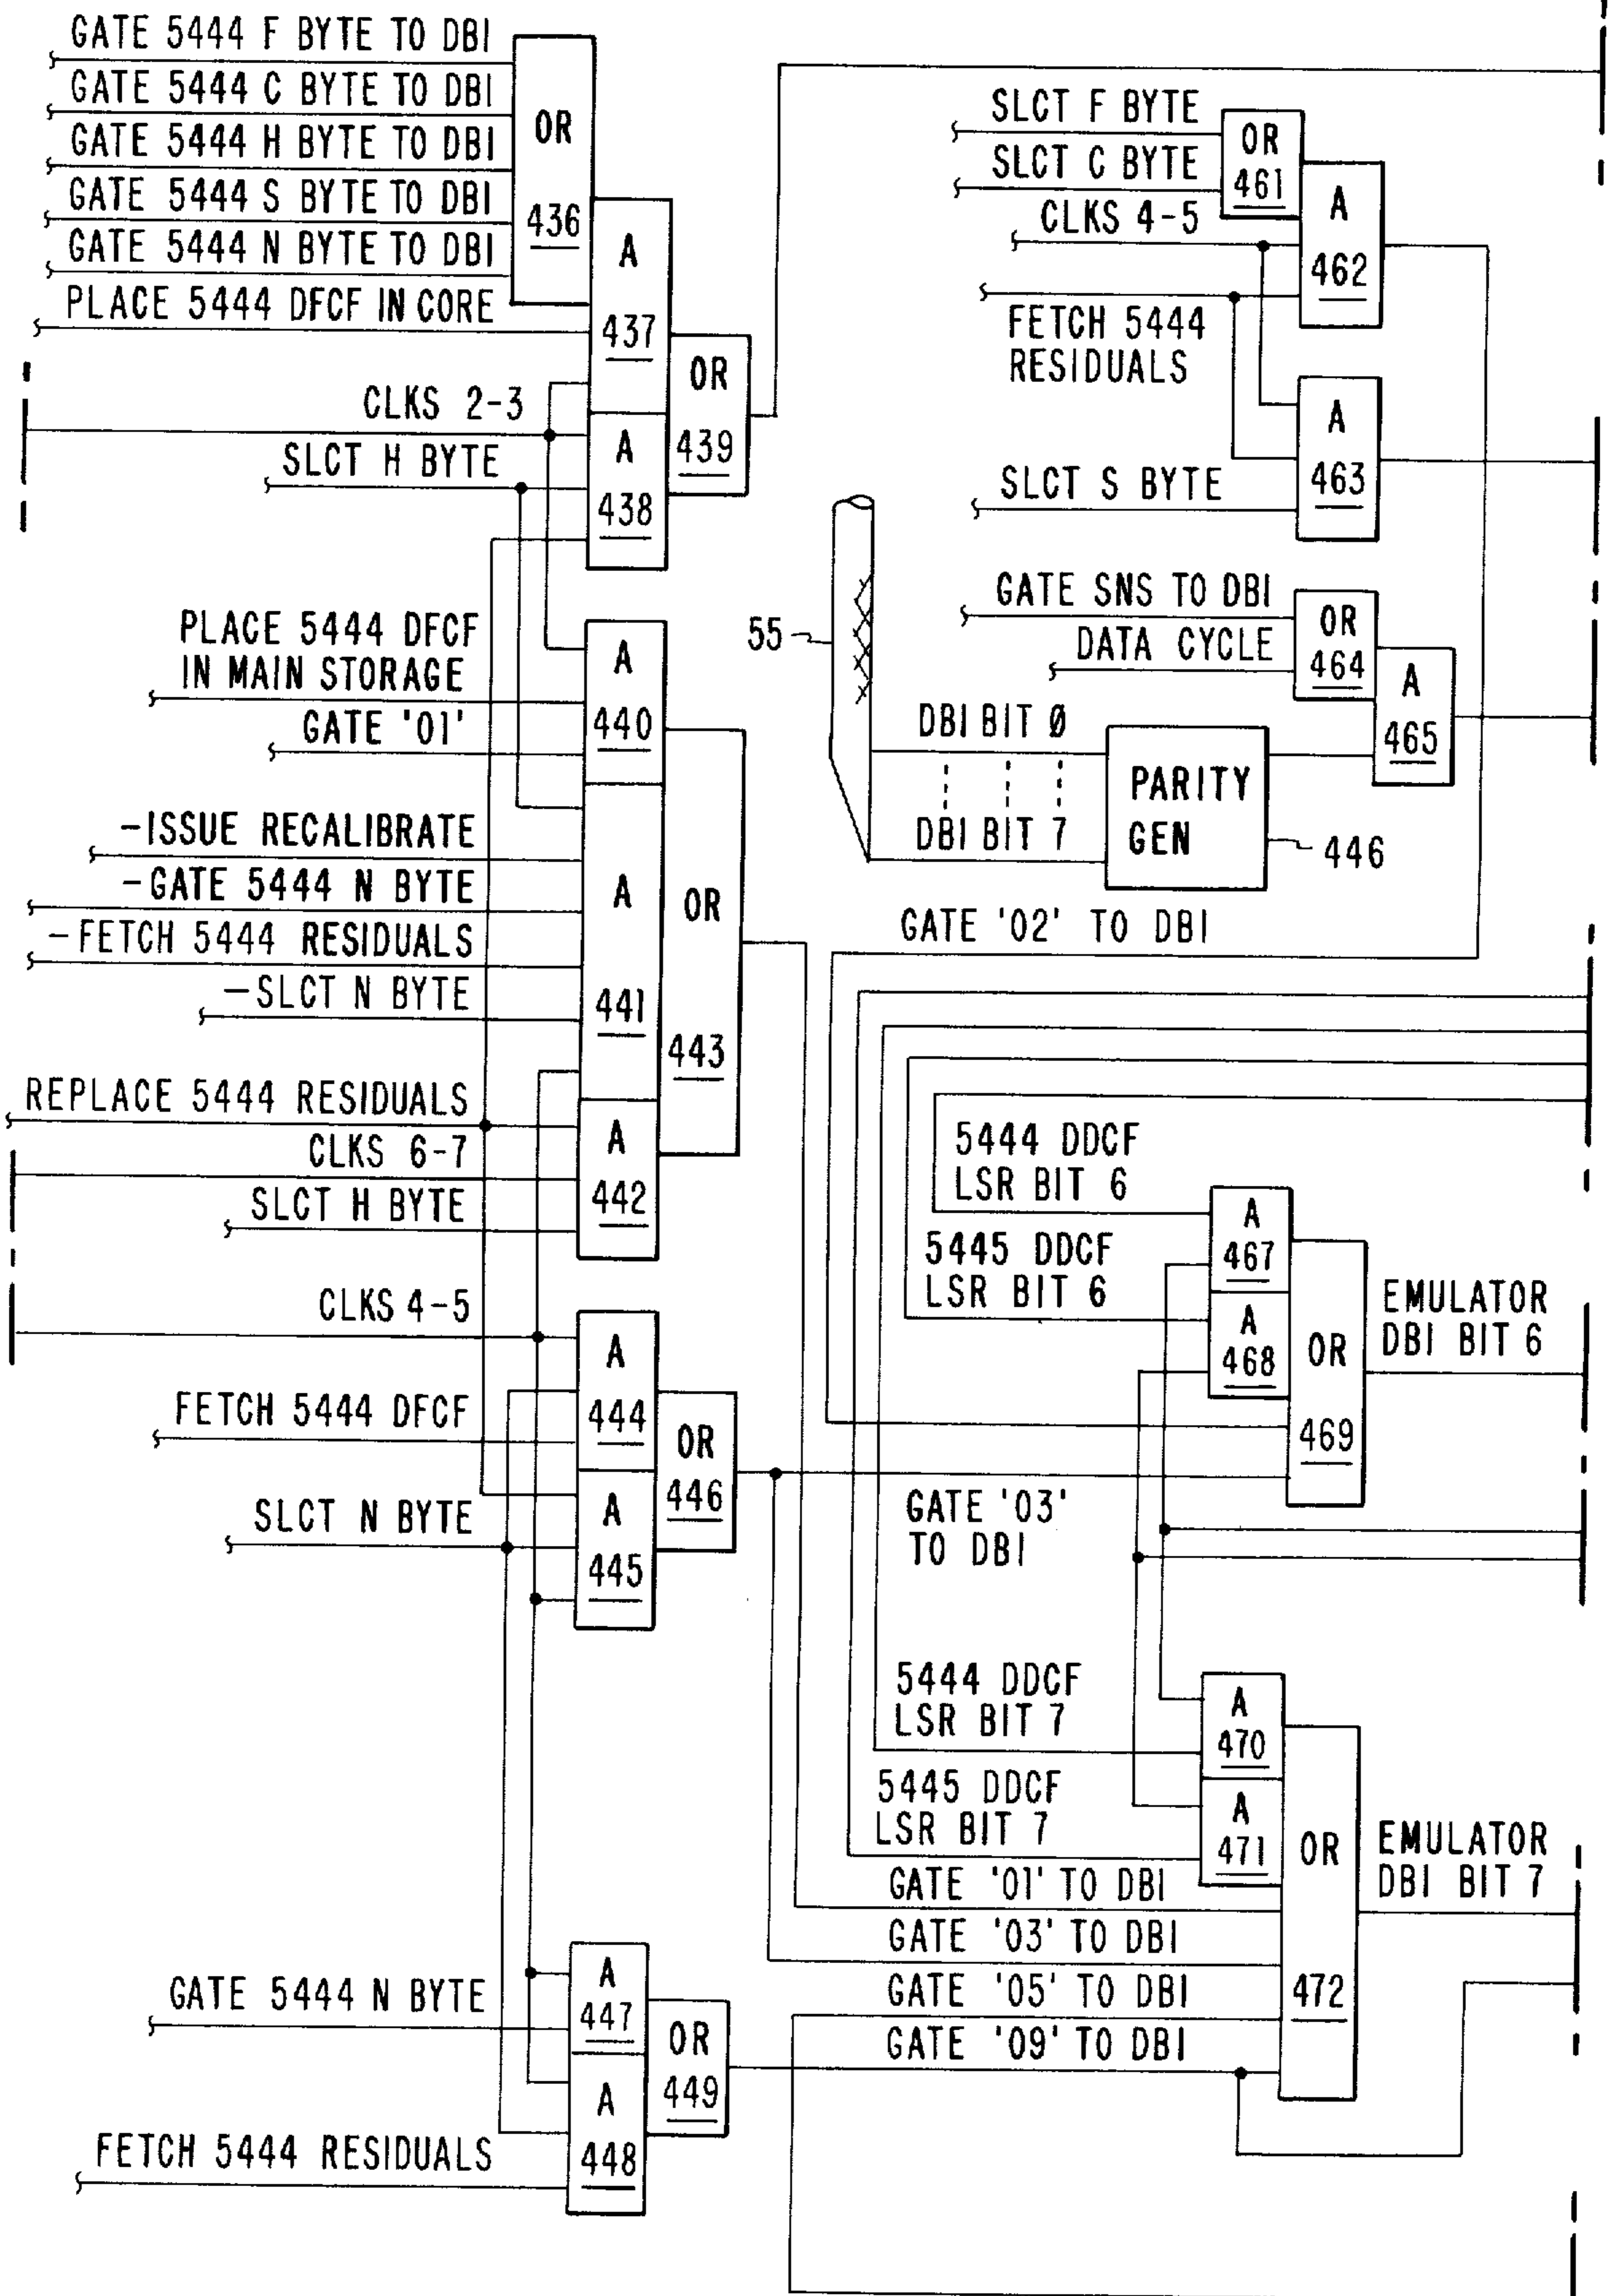 GATE 5444 F BYTE TO DBI
GATE 5444 C BYTE TO DBI
GATE 5444 H BYTE TO DBI
GATE 5444 S BYTE TO DBI
GATE 5444 N BYTE TO DBI
PLACE 5444 DFCF IN CORE
OR
436
A
437
CLKS 2-3
SLCT H BYTE
A
438
OR
439
PLACE 5444 DFCF
IN MAIN STORAGE
GATE '01'
A
440
-ISSUE RECALIBRATE
-GATE 5444 N BYTE
-FETCH 5444 RESIDUALS
-SLCT N BYTE
A
441
OR
443
REPLACE 5444 RESIDUALS
CLKS 6-7
SLCT H BYTE
A
442
CLKS 4-5
FETCH 5444 DFCF
A
444
OR
446
SLCT N BYTE
A
445
GATE 5444 N BYTE
A
447
OR
449
A
448
FETCH 5444 RESIDUALS
SLCT F BYTE
SLCT C BYTE
OR
461
CLKS 4-5
A
462
FETCH 5444
RESIDUALS
A
463
SLCT S BYTE
GATE SNS TO DBI
DATA CYCLE
OR
464
A
465
55
DBI BIT Ø
DBI BIT 7
PARITY
GEN
446
GATE '02' TO DBI
5444 DDCF
LSR BIT 6
A
467
5445 DDCF
LSR BIT 6
A
468
OR
469
EMULATOR
DBI BIT 6
GATE '03'
TO DBI
5444 DDCF
LSR BIT 7
A
470
5445 DDCF
LSR BIT 7
A
471
OR
472
EMULATOR
DBI BIT 7
GATE '01' TO DBI
GATE '03' TO DBI
GATE '05' TO DBI
GATE '09' TO DBI